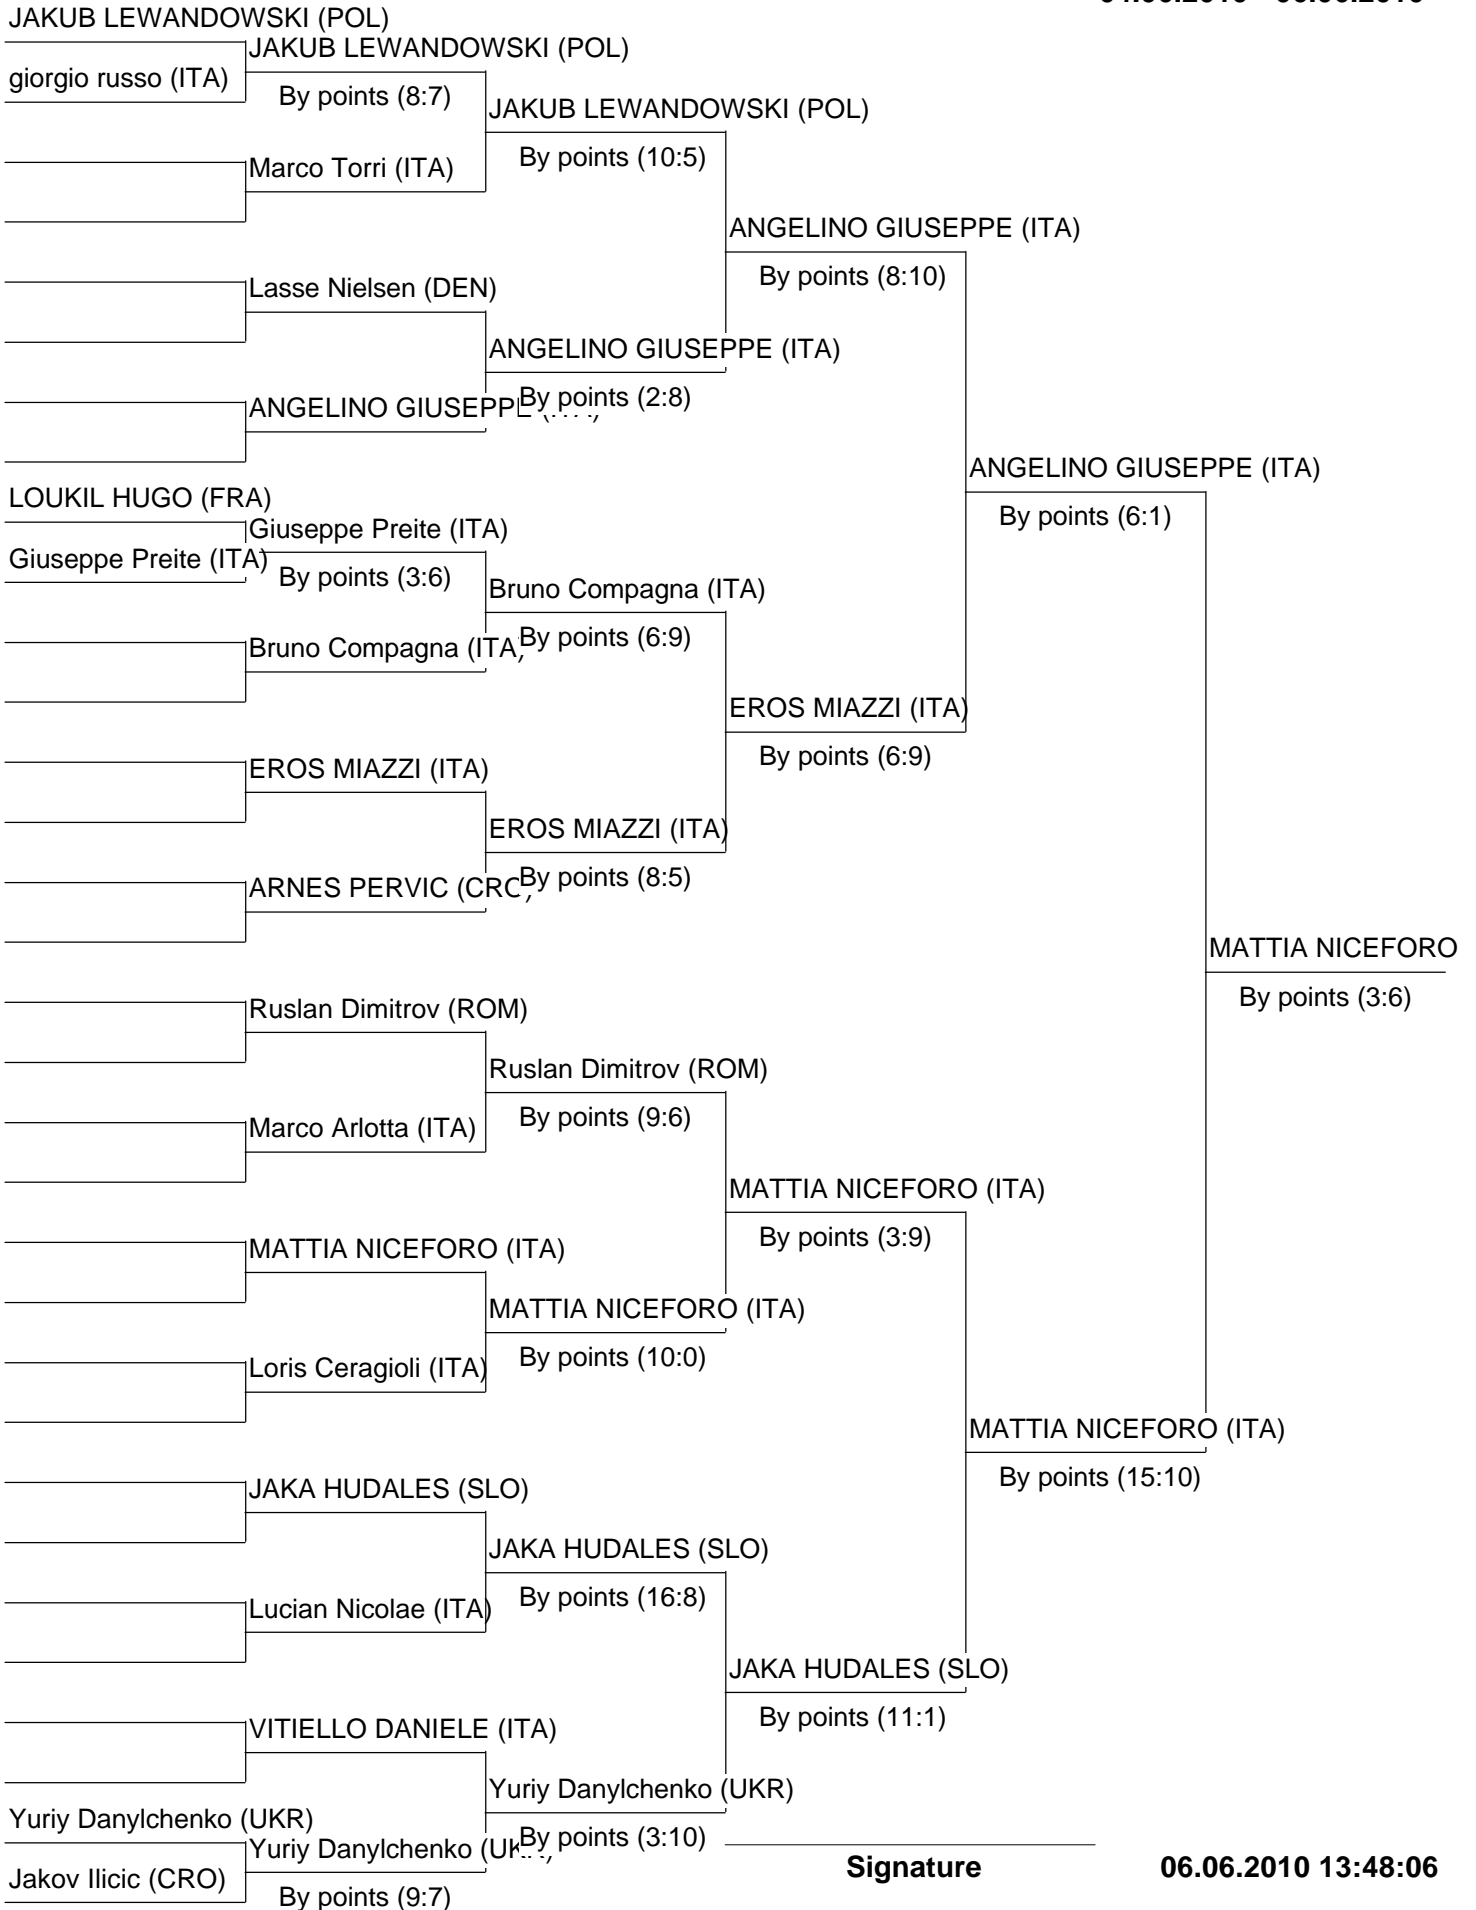 JAKUB LEWANDOWSKI (POL)
JAKUB LEWANDOWSKI (POL)
giorgio russo (ITA)
By points (8:7)
JAKUB LEWANDOWSKI (POL)
By points (10:5)
Marco Torri (ITA)
ANGELINO GIUSEPPE (ITA)
By points (8:10)
Lasse Nielsen (DEN)
ANGELINO GIUSEPPE (ITA)
By points (2:8)
ANGELINO GIUSEPPE (ITA)
ANGELINO GIUSEPPE (ITA)
By points (6:1)
LOUKIL HUGO (FRA)
Giuseppe Preite (ITA)
Giuseppe Preite (ITA)
By points (3:6)
Bruno Compagna (ITA)
By points (6:9)
Bruno Compagna (ITA)
EROS MIAZZI (ITA)
By points (6:9)
EROS MIAZZI (ITA)
EROS MIAZZI (ITA)
By points (8:5)
ARNES PERVIC (CRO)
MATTIA NICEFORO
By points (3:6)
Ruslan Dimitrov (ROM)
Ruslan Dimitrov (ROM)
By points (9:6)
Marco Arlotta (ITA)
MATTIA NICEFORO (ITA)
By points (3:9)
MATTIA NICEFORO (ITA)
MATTIA NICEFORO (ITA)
By points (10:0)
Loris Ceragioli (ITA)
MATTIA NICEFORO (ITA)
By points (15:10)
JAKA HUDALES (SLO)
JAKA HUDALES (SLO)
By points (16:8)
Lucian Nicolae (ITA)
JAKA HUDALES (SLO)
By points (11:1)
VITIELLO DANIELE (ITA)
Yuriy Danylchenko (UKR)
By points (3:10)
Yuriy Danylchenko (UKR)
Yuriy Danylchenko (UKR)
Jakov Ilicic (CRO)
By points (9:7)
Signature
06.06.2010 13:48:06